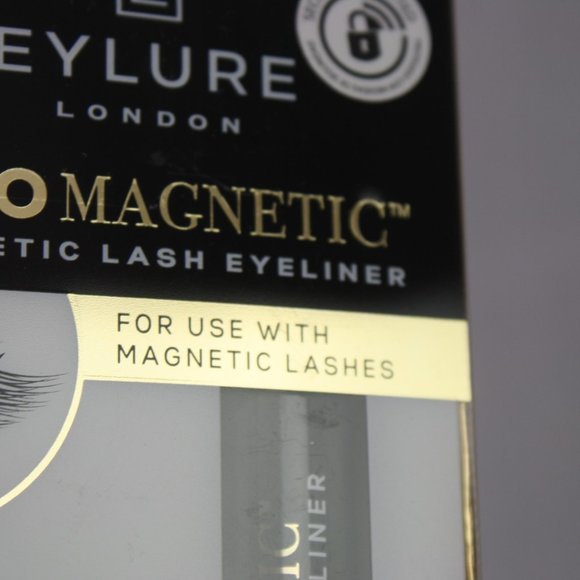 EYLURE
LONDON
O MAGNETIC™
ETIC LASH EYELINER
FOR USE WITH
MAGNETIC LASHES
IC
LINER